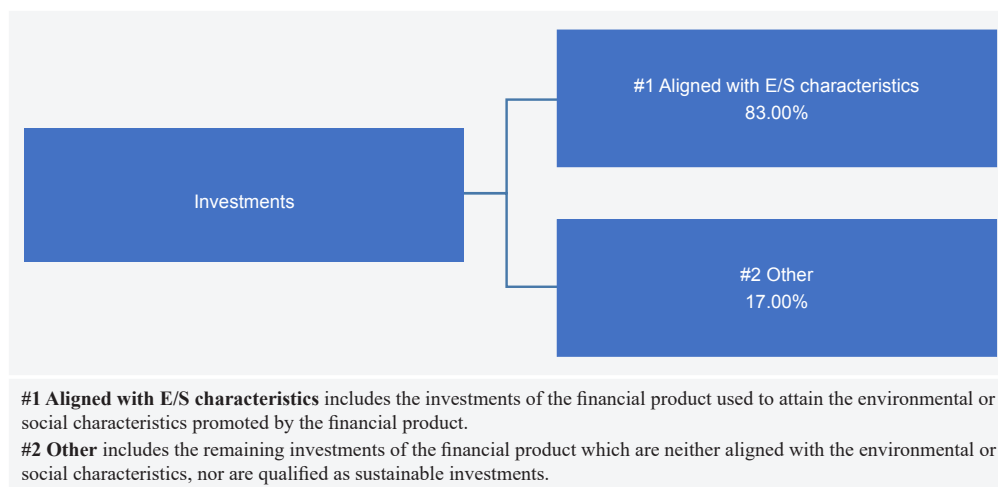 #1 Aligned with E/S characteristics
83.00%
Investments
#2 Other
17.00%
#1 Aligned with E/S characteristics includes the investments of the financial product used to attain the environmental or
social characteristics promoted by the financial product.
#2 Other includes the remaining investments of the financial product which are neither aligned with the environmental or
social characteristics, nor are qualified as sustainable investments.